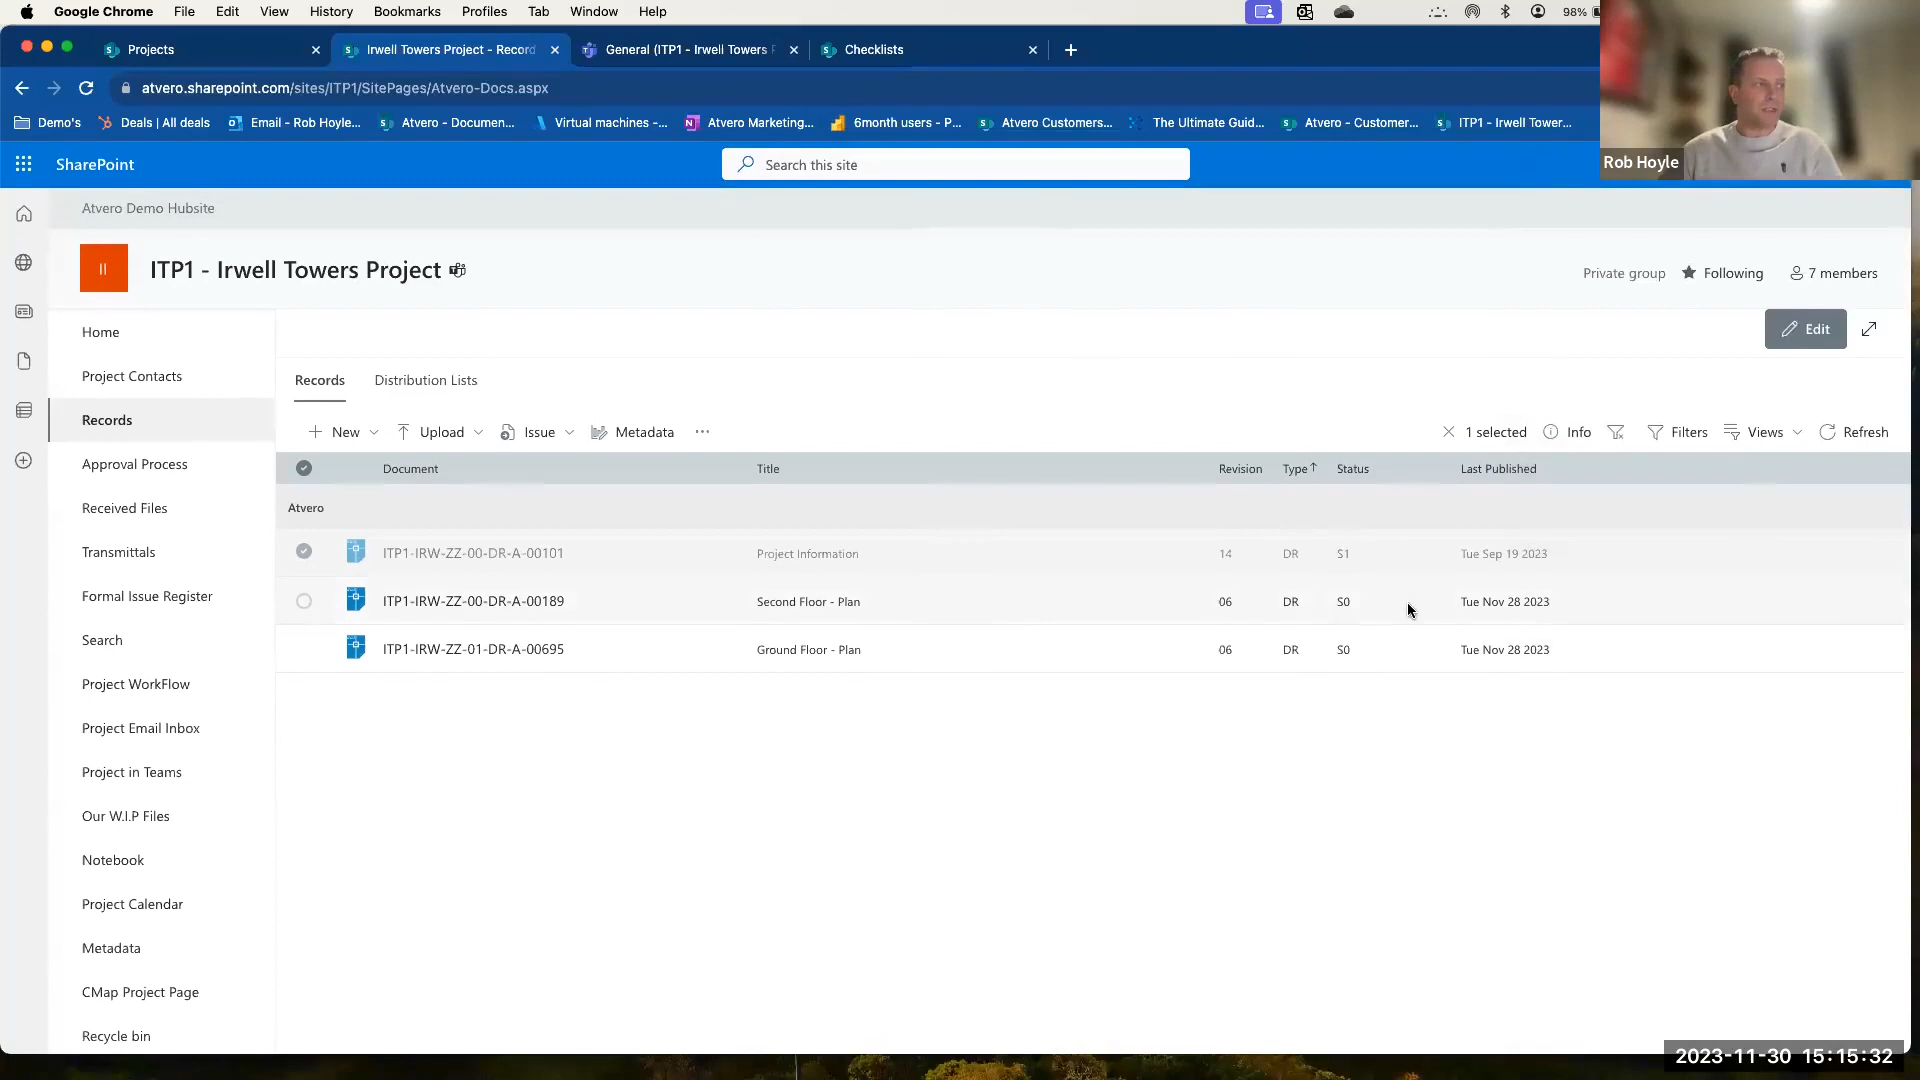 Google Chrome File Edit View History Bookmarks Profiles Tab Window Help 98%
Projects Irwell Towers Project - Record General (ITP1 - Irwell Towers Checklists
atvero.sharepoint.com/sites/ITP1/SitePages/Atvero-Docs.aspx
Demo's Deals | All deals Email - Rob Hoyle... Atvero - Documen... Virtual machines -... Atvero Marketing... 6month users - P... Atvero Customers... The Ultimate Guid... Atvero - Customer... ITP1 - Irwell Tower...
Rob Hoyle
SharePoint Search this site
Atvero Demo Hubsite
II ITP1 - Irwell Towers Project Private group Following 7 members
Home Edit
Project Contacts Records Distribution Lists
Records New Upload Issue Metadata ... 1 selected Info Filters Views Refresh
Document Title Revision Type Status Last Published
Approval Process
Received Files Atvero
Transmittals ITP1-IRW-ZZ-00-DR-A-00101 Project Information 14 DR S1 Tue Sep 19 2023
Formal Issue Register ITP1-IRW-ZZ-00-DR-A-00189 Second Floor - Plan 06 DR S0 Tue Nov 28 2023
Search ITP1-IRW-ZZ-01-DR-A-00695 Ground Floor - Plan 06 DR S0 Tue Nov 28 2023
Project WorkFlow
Project Email Inbox
Project in Teams
Our W.I.P Files
Notebook
Project Calendar
Metadata
CMap Project Page
Recycle bin
2023-11-30 15:15:32